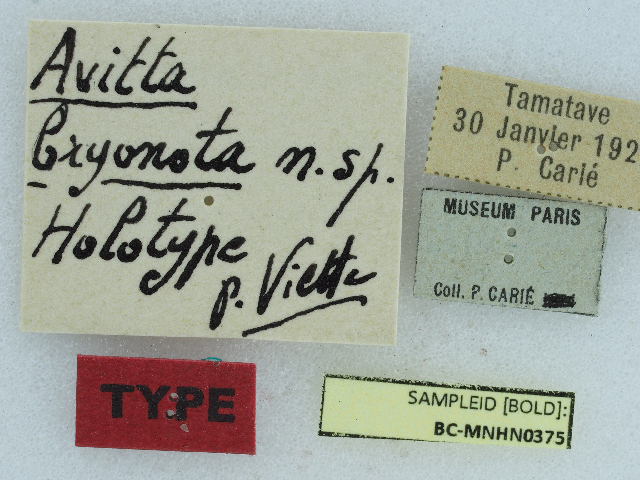 Avitta
bryonota n.sp.
Holotype
p. Viette
Tamatave
30 Janvier 192
P. Carié
MUSEUM PARIS
Coll. P. CARIÉ
TYPE
SAMPLEID [BOLD]:
BC-MNHN0375